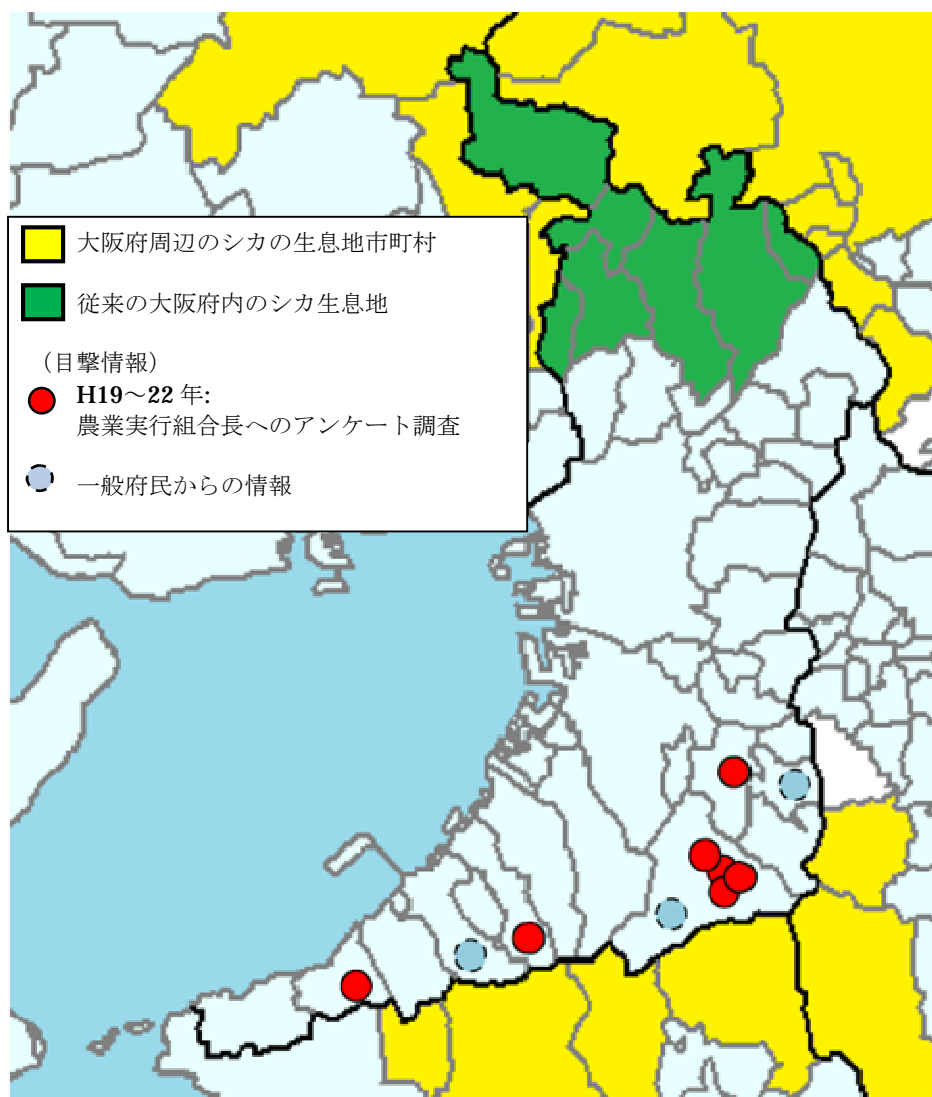 大阪府周辺のシカの生息地市町村
従来の大阪府内のシカ生息地
（目撃情報）
H19～22 年:
農業実行組合長へのアンケート調査
一般府民からの情報